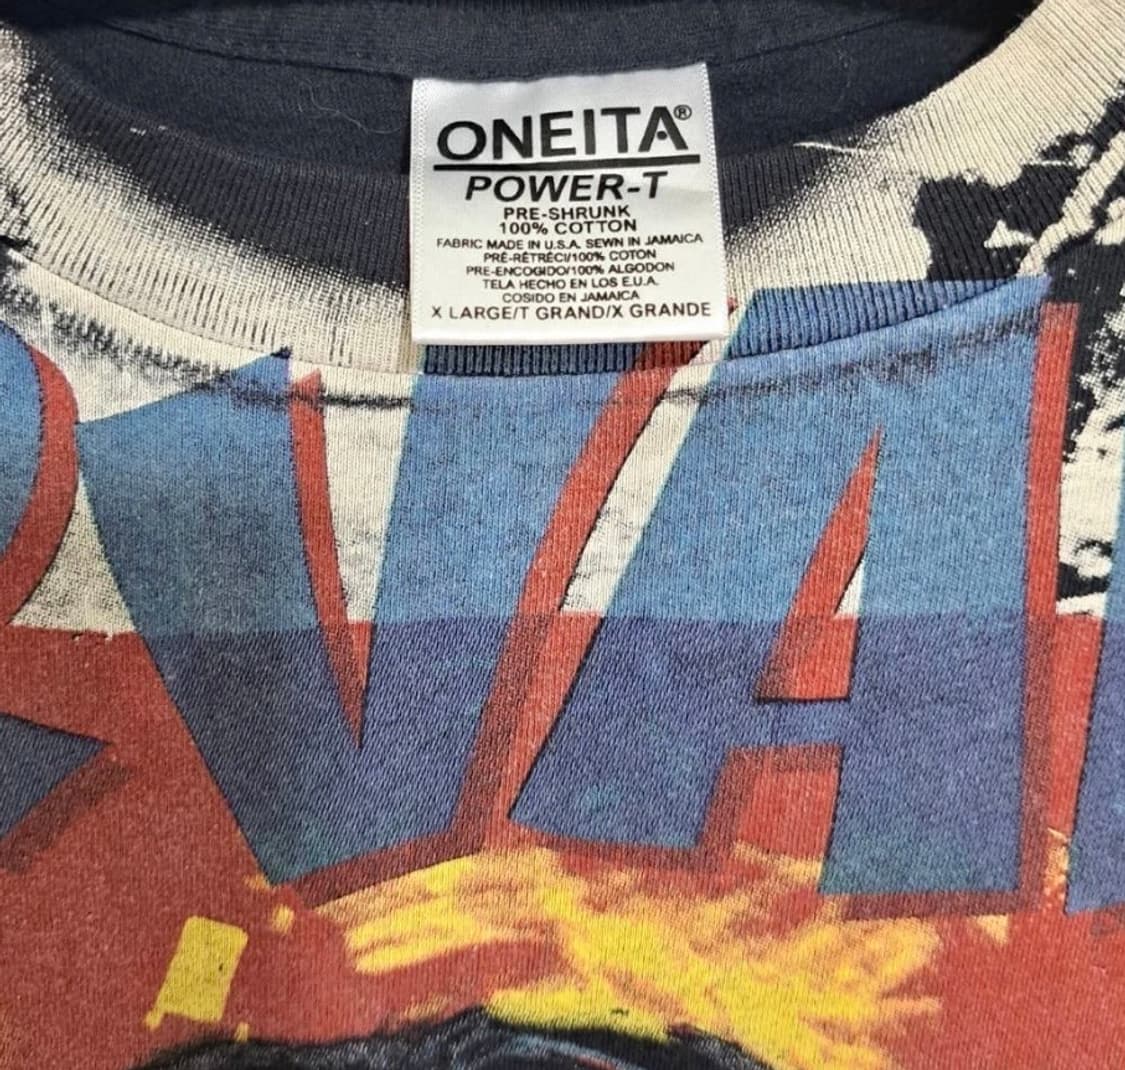 ONEITA®
POWER-T
PRE-SHRUNK
100% COTTON
FABRIC MADE IN U.S.A. SEWN IN JAMAICA
PRÉ-RÉTRÉCI/100% COTON
PRE-ENCOGIDO/100% ALGODON
TELA HECHO EN LOS E.U.A.
COSIDO EN JAMAICA
X LARGE/T GRAND/X GRANDE
VA